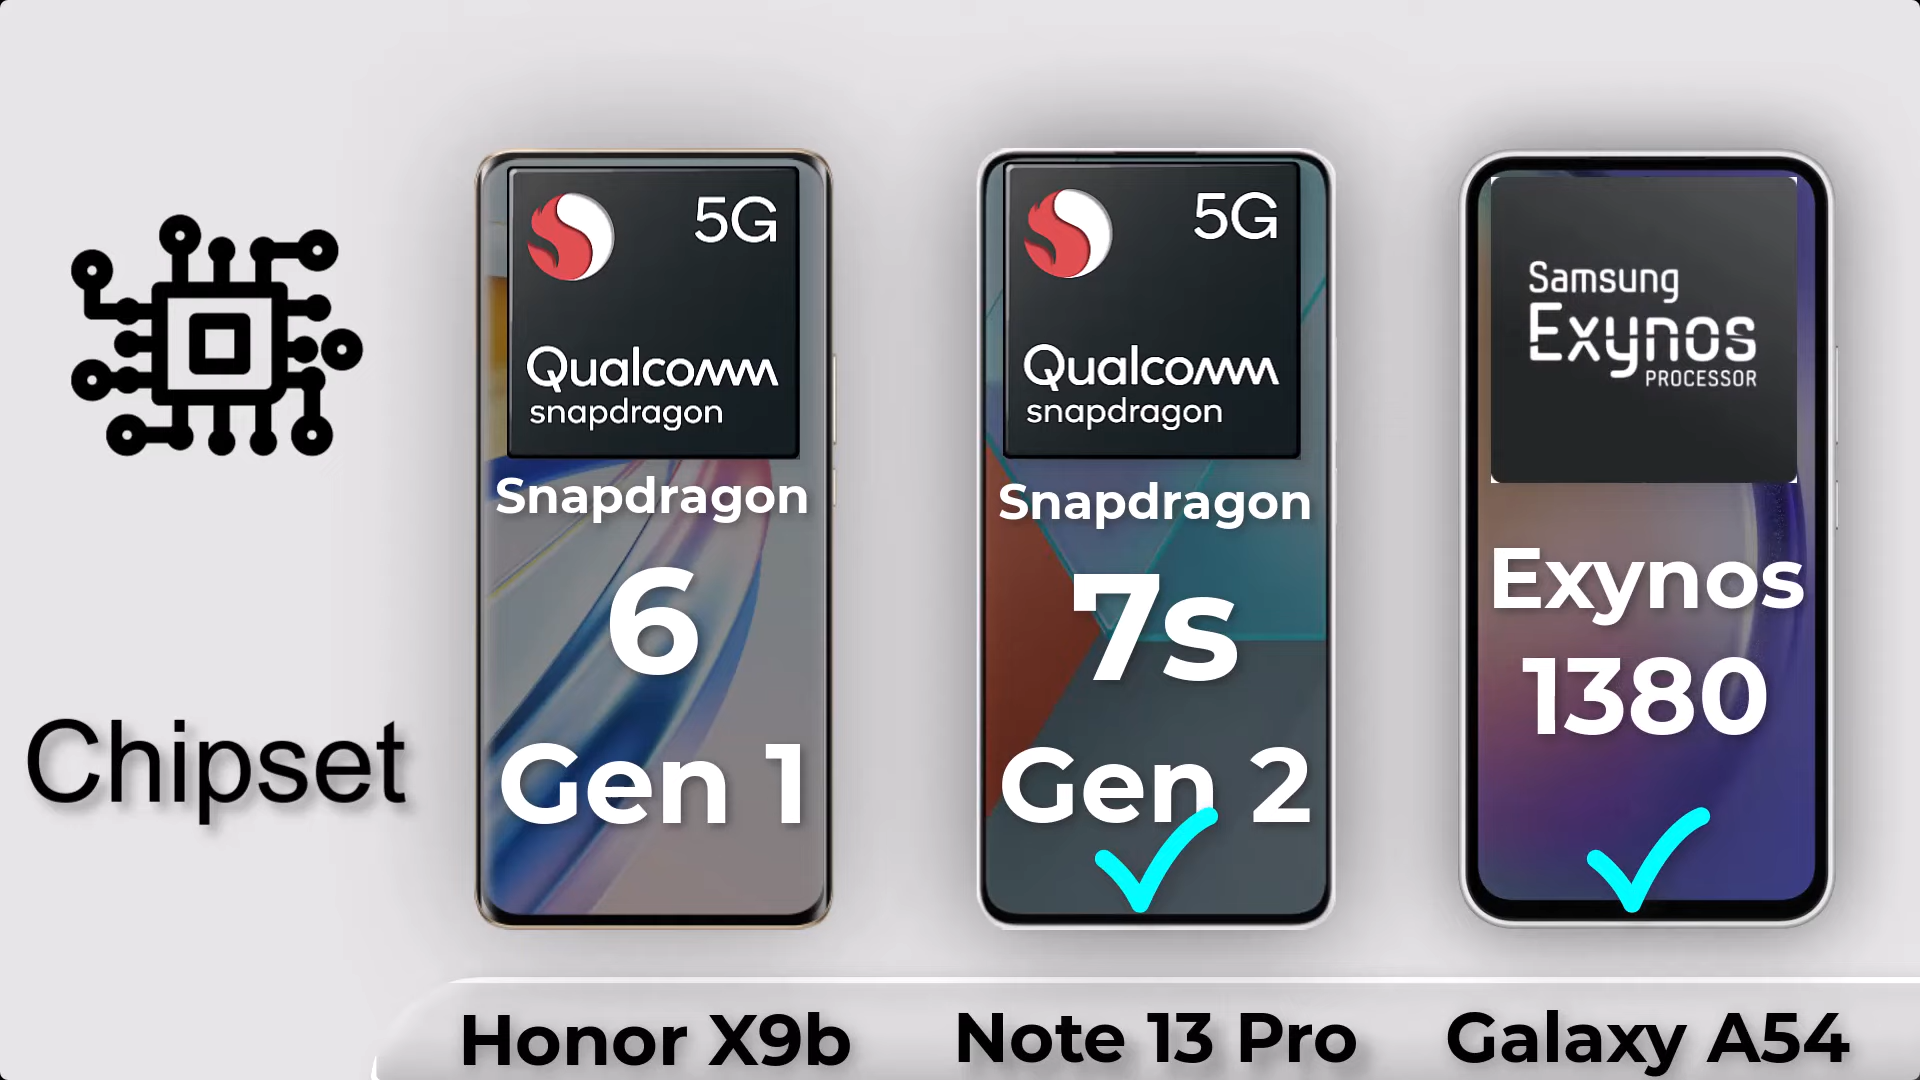 5G
Qualcomm
snapdragon
Snapdragon
6
Gen 1
5G
Qualcomm
snapdragon
Snapdragon
7s
Gen 2
Samsung
Exynos
PROCESSOR
Exynos
1380
Chipset
Honor X9b
Note 13 Pro
Galaxy A54